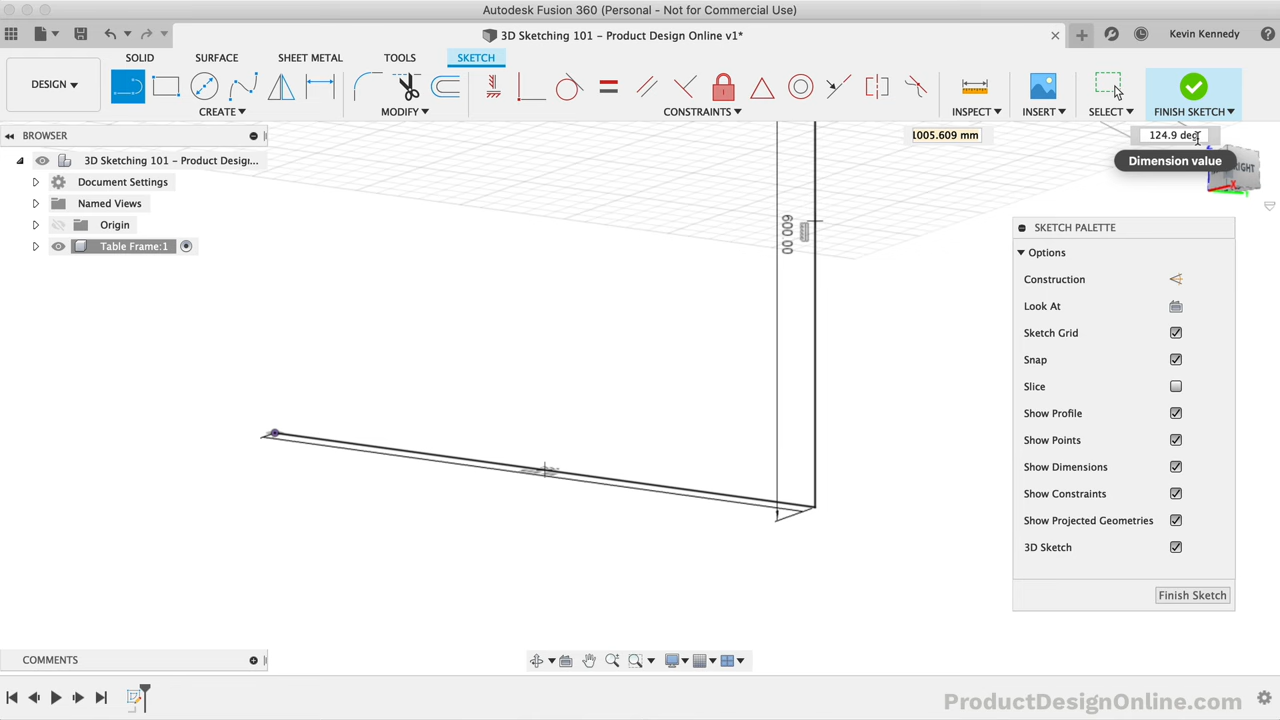 Autodesk Fusion 360 (Personal - Not for Commercial Use)
3D Sketching 101 - Product Design Online v1*
Kevin Kennedy
DESIGN
SOLID
SURFACE
SHEET METAL
TOOLS
SKETCH
CREATE
MODIFY
CONSTRAINTS
INSPECT
INSERT
SELECT
FINISH SKETCH
BROWSER
3D Sketching 101 – Product Desig...
Document Settings
Named Views
Origin
Table Frame:1
1005.609 mm
124.9 deg
Dimension value
RIGHT
600.00
SKETCH PALETTE
Options
Construction
Look At
Sketch Grid
Snap
Slice
Show Profile
Show Points
Show Dimensions
Show Constraints
Show Projected Geometries
3D Sketch
Finish Sketch
COMMENTS
ProductDesignOnline.com